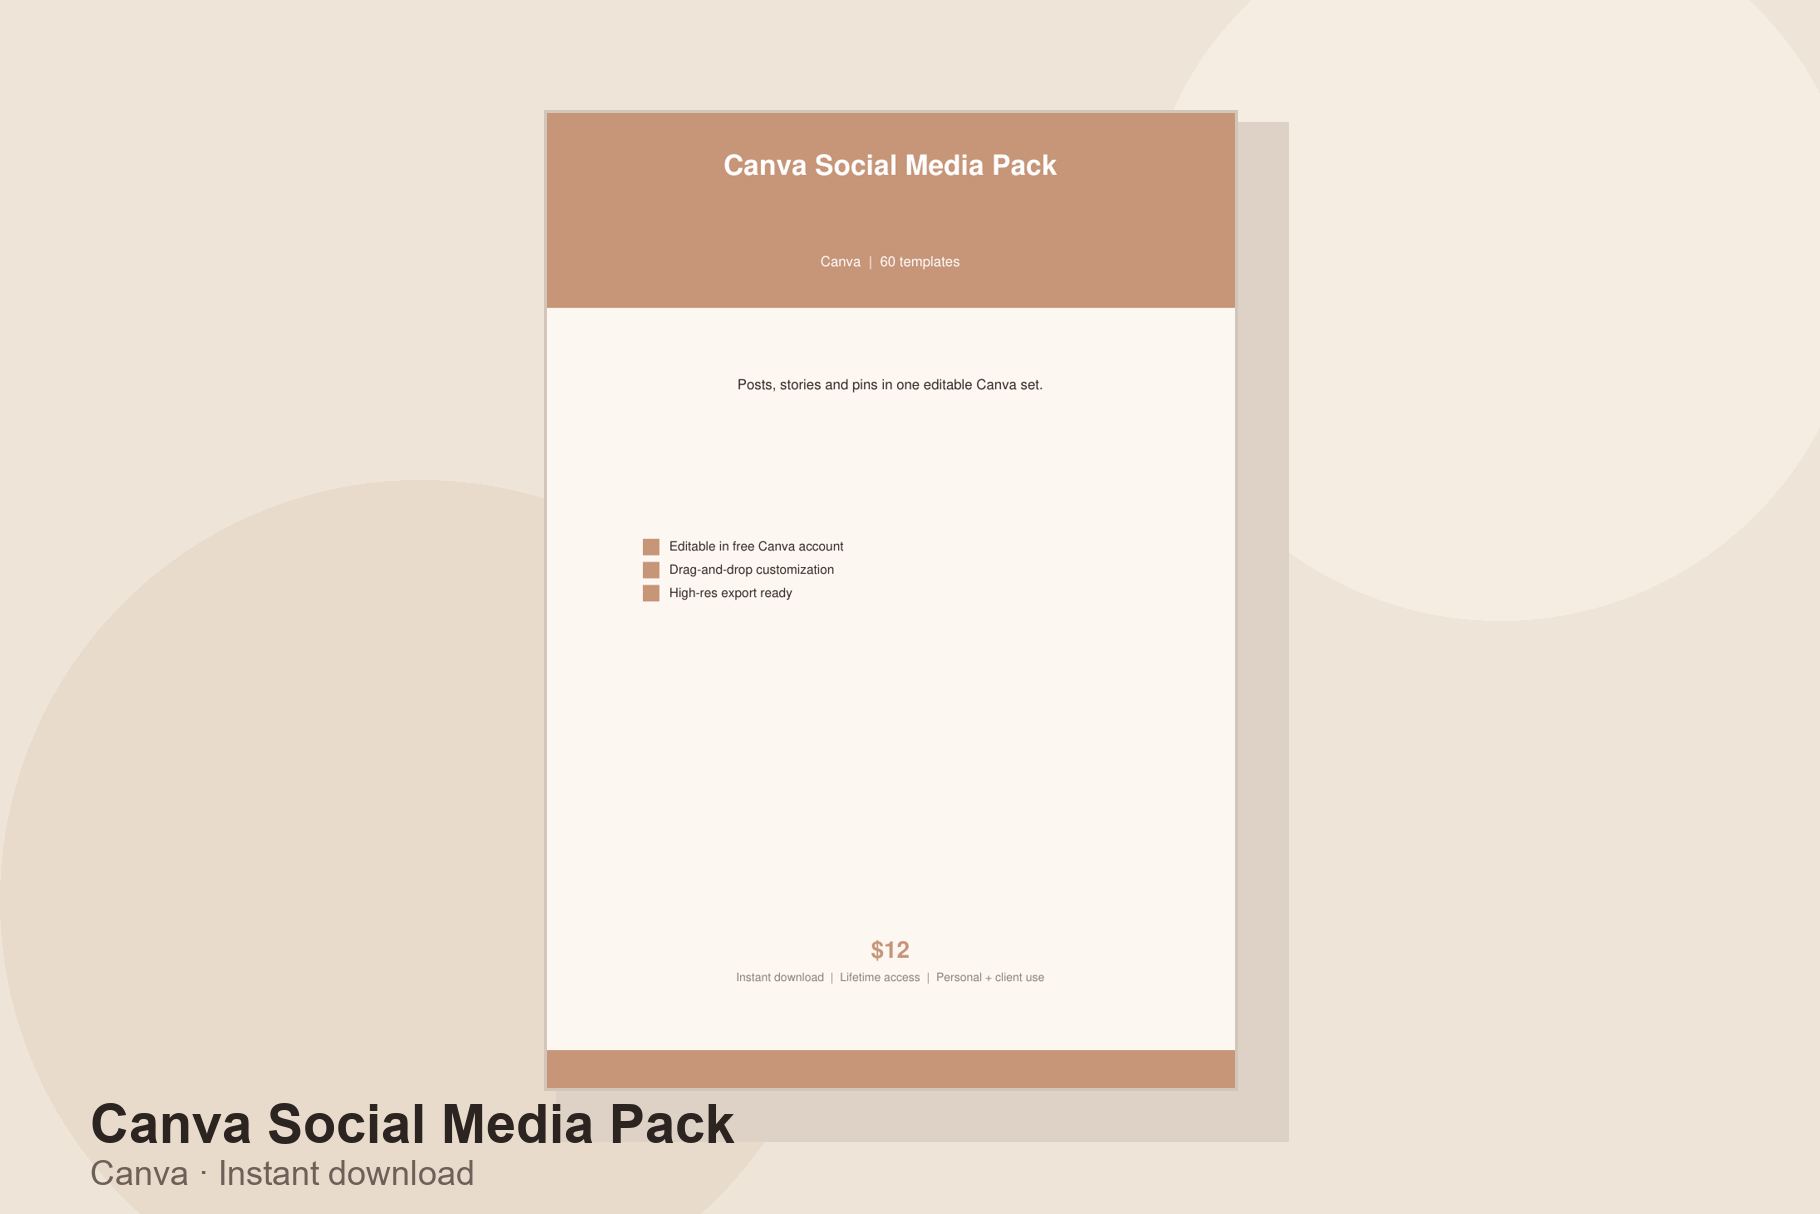 Canva Social Media Pack
Canva | 60 templates
Posts, stories and pins in one editable Canva set.
Editable in free Canva account
Drag-and-drop customization
High-res export ready
$12
Instant download | Lifetime access | Personal + client use
Canva Social Media Pack
Canva · Instant download